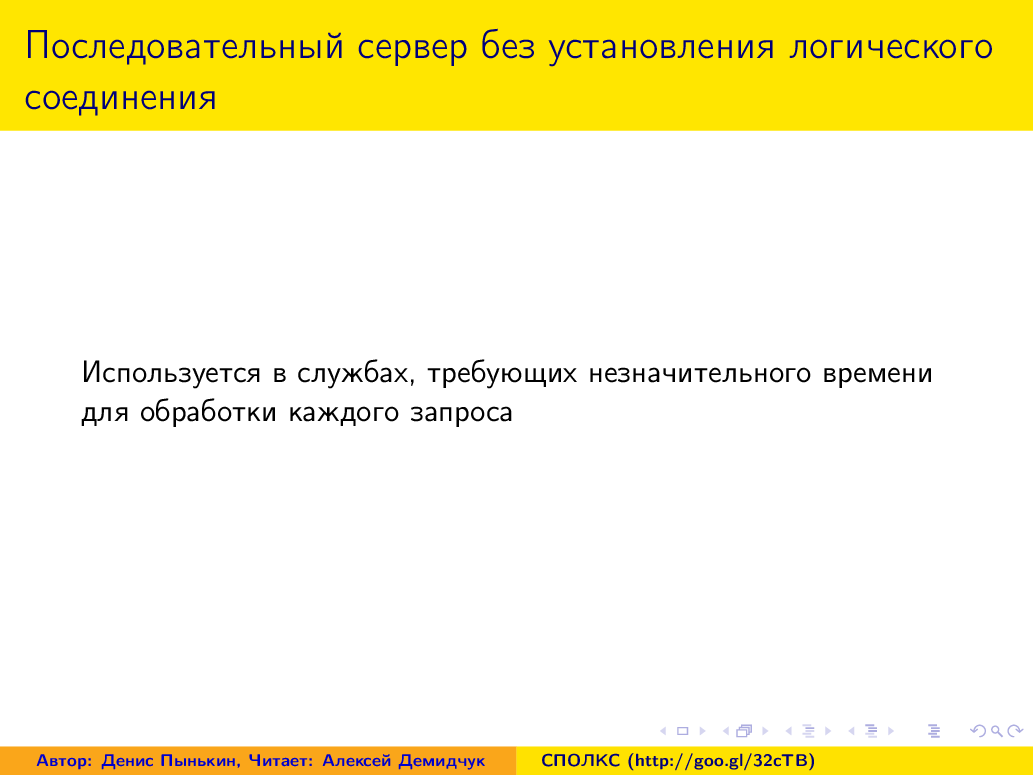 Последовательный сервер без установления логического
соединения
Используется в службах, требующих незначительного времени
для обработки каждого запроса
Автор: Денис Пынькин, Читает: Алексей Демидчук
СПОЛКС (http://goo.gl/32cTB)